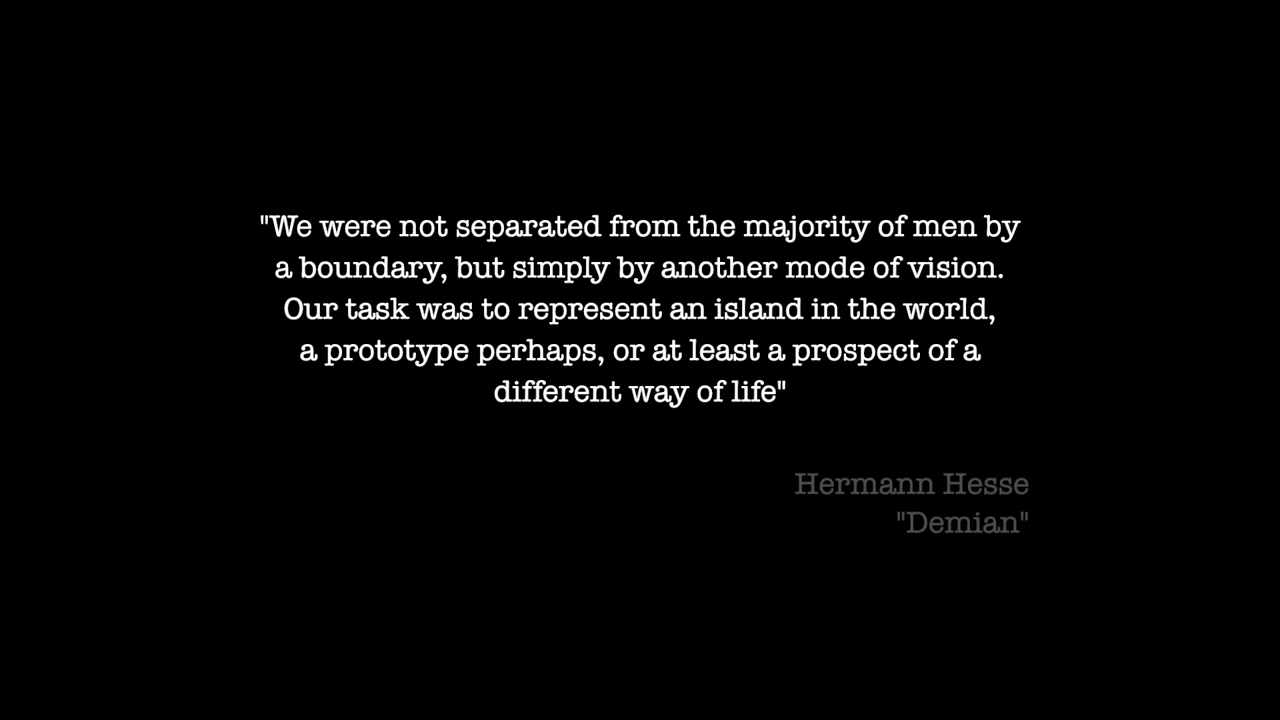 "We were not separated from the majority of men by
a boundary, but simply by another mode of vision.
Our task was to represent an island in the world,
a prototype perhaps, or at least a prospect of a
different way of life"
Hermann Hesse
"Demian"